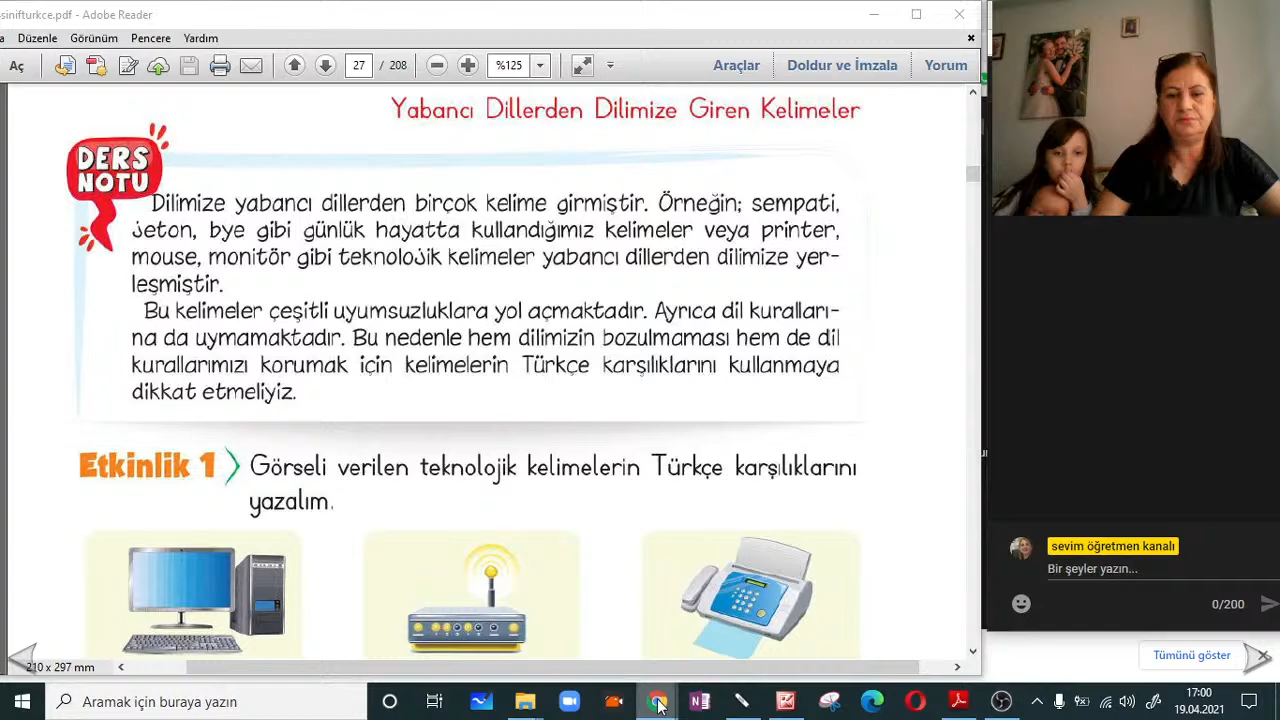 sinifturkce.pdf - Adobe Reader
Düzenle Görünüm Pencere Yardım
Aç 27 / 208 %125 Araçlar Doldur ve İmzala Yorum
Yabancı Dillerden Dilimize Giren Kelimeler
DERS
NOTU
Dilimize yabancı dillerden birçok kelime girmiştir. Örneğin; sempati,
jeton, bye gibi günlük hayatta kullandığımız kelimeler veya printer,
mouse, monitör gibi teknolojik kelimeler yabancı dillerden dilimize yer-
leşmiştir.
Bu kelimeler çeşitli uyumsuzluklara yol açmaktadır. Ayrıca dil kuralları-
na da uymamaktadır. Bu nedenle hem dilimizin bozulmaması hem de dil
kurallarımızı korumak için kelimelerin Türkçe karşılıklarını kullanmaya
dikkat etmeliyiz.
Etkinlik 1
Görseli verilen teknolojik kelimelerin Türkçe karşılıklarını
yazalım.
210 x 297 mm
sevim öğretmen kanalı
Bir şeyler yazın...
0/200
Tümünü göster
Aramak için buraya yazın
17:00
19.04.2021